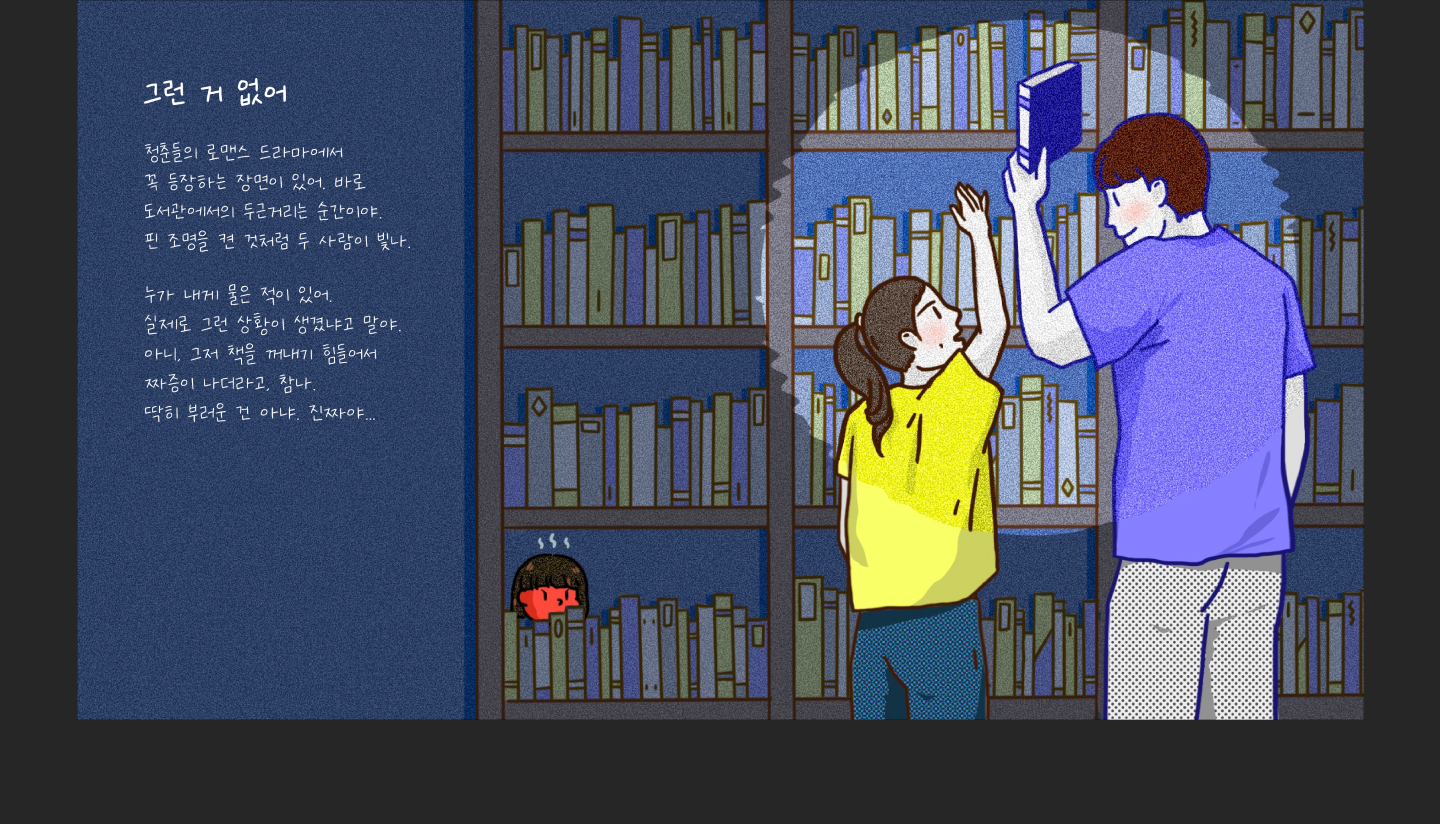 그런 거 없어
청춘들의 로맨스 드라마에서
꼭 등장하는 장면이 있어. 바로
도서관에서의 두근거리는 순간이야.
핀 조명을 켠 것처럼 두 사람이 빛나.
누가 내게 물은 적이 있어.
실제로 그런 상황이 생겼냐고 말야.
아니, 그저 책을 꺼내기 힘들어서
짜증이 나더라고, 참나.
딱히 부러운 건 아냐. 진짜야...